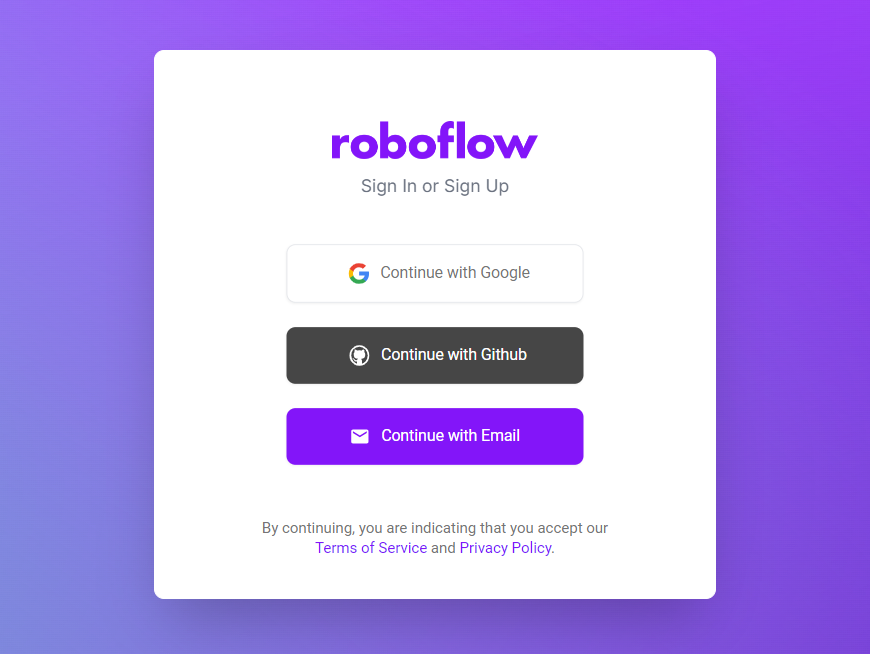 roboflow
Sign In or Sign Up
Continue with Google
Continue with Github
Continue with Email
By continuing, you are indicating that you accept our
Terms of Service and Privacy Policy.